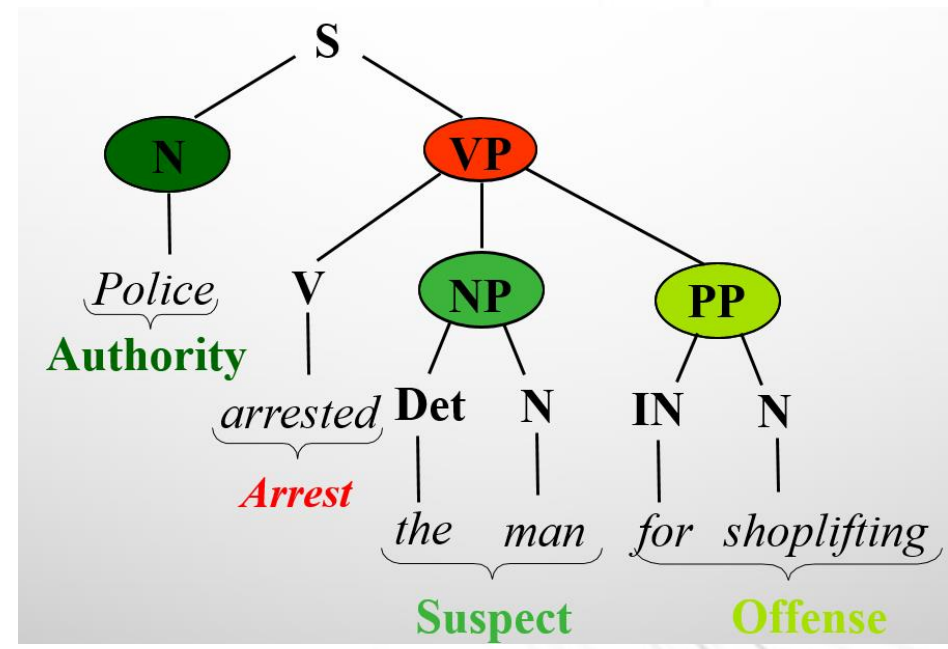 S
N VP
Police V NP PP
Authority
arrested Det N IN N
Arrest
the man for shoplifting
Suspect Offense